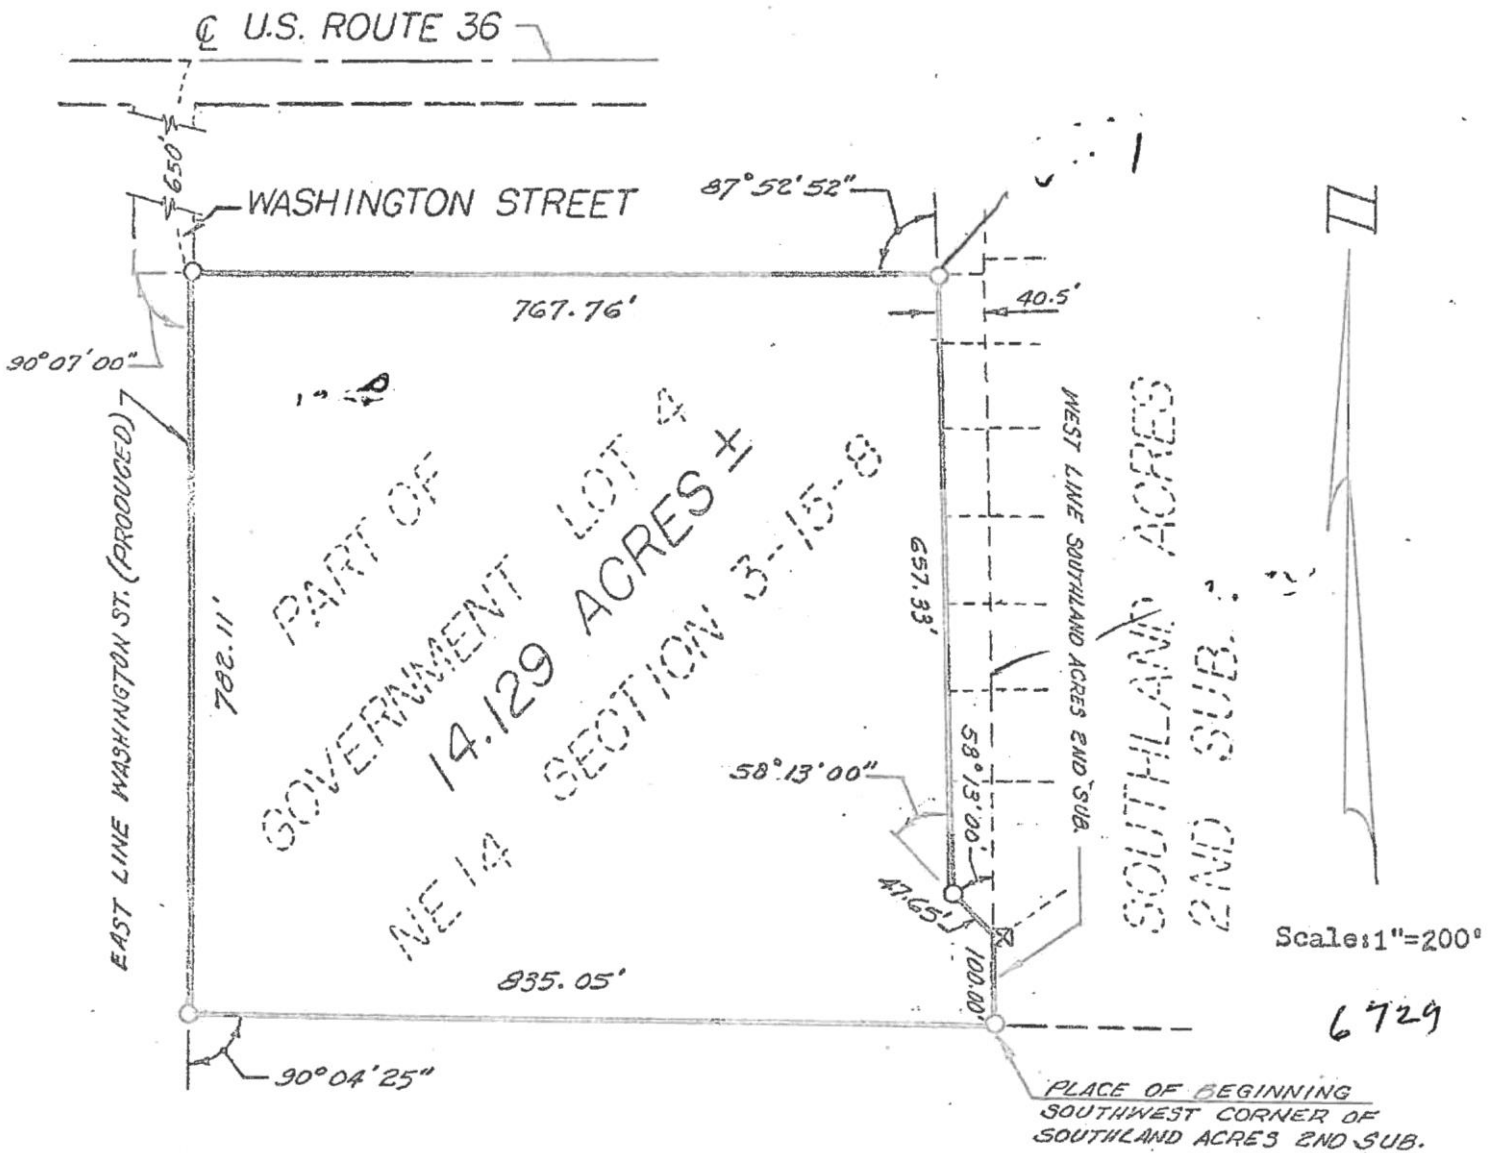 ℄ U.S. ROUTE 36
650'
WASHINGTON STREET
87°52'52"
767.76'
40.5'
90°07'00"
EAST LINE WASHINGTON ST. (PRODUCED)
782.11'
PART OF
GOVERNMENT LOT 4
14.129 ACRES ±
NE 1/4 SECTION 3-15-8
657.33'
WEST LINE SOUTHLAND ACRES 2ND SUB.
SOUTHLAND ACRES
2ND SUB.
58°13'00"
58°13'00"
47.65'
100.00'
835.05'
90°04'25"
Scale:1"=200'
6729
PLACE OF BEGINNING
SOUTHWEST CORNER OF
SOUTHLAND ACRES 2ND SUB.